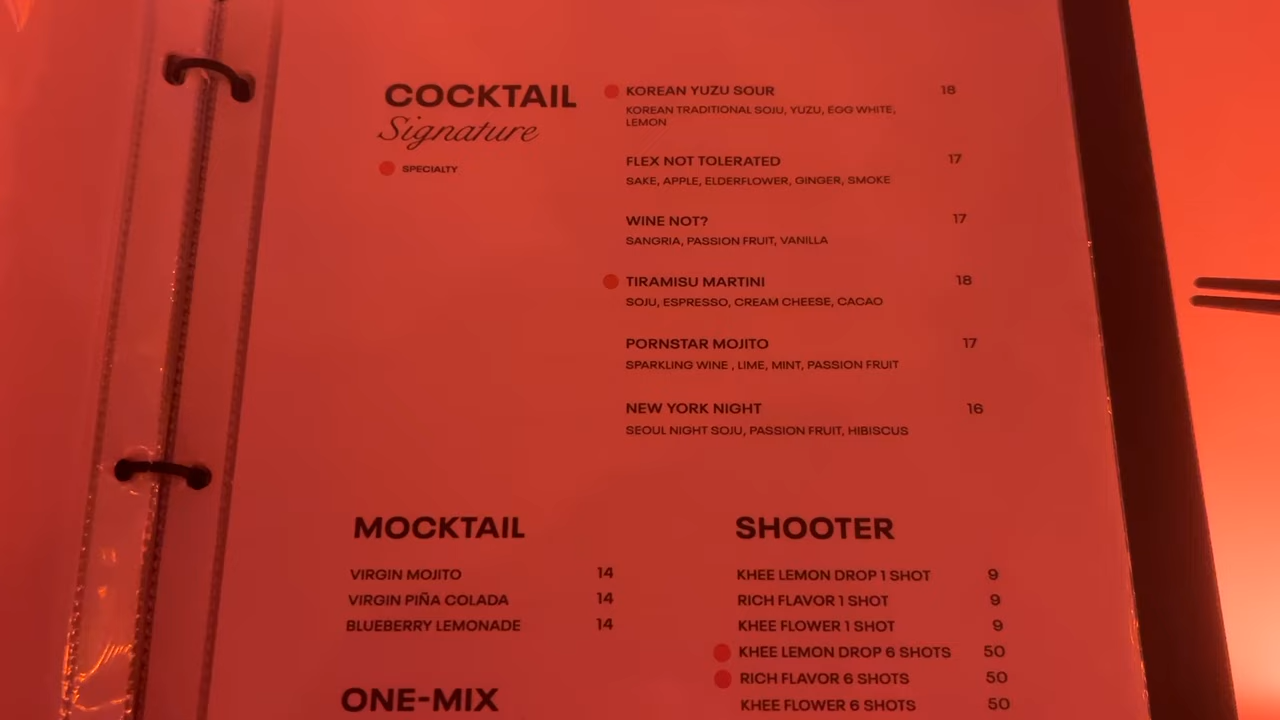 COCKTAIL
Signature
SPECIALTY
KOREAN YUZU SOUR 18
KOREAN TRADITIONAL SOJU, YUZU, EGG WHITE,
LEMON
FLEX NOT TOLERATED 17
SAKE, APPLE, ELDERFLOWER, GINGER, SMOKE
WINE NOT? 17
SANGRIA, PASSION FRUIT, VANILLA
TIRAMISU MARTINI 18
SOJU, ESPRESSO, CREAM CHEESE, CACAO
PORNSTAR MOJITO 17
SPARKLING WINE , LIME, MINT, PASSION FRUIT
NEW YORK NIGHT 16
SEOUL NIGHT SOJU, PASSION FRUIT, HIBISCUS
MOCKTAIL
VIRGIN MOJITO 14
VIRGIN PIÑA COLADA 14
BLUEBERRY LEMONADE 14
ONE-MIX
SHOOTER
KHEE LEMON DROP 1 SHOT 9
RICH FLAVOR 1 SHOT 9
KHEE FLOWER 1 SHOT 9
KHEE LEMON DROP 6 SHOTS 50
RICH FLAVOR 6 SHOTS 50
KHEE FLOWER 6 SHOTS 50